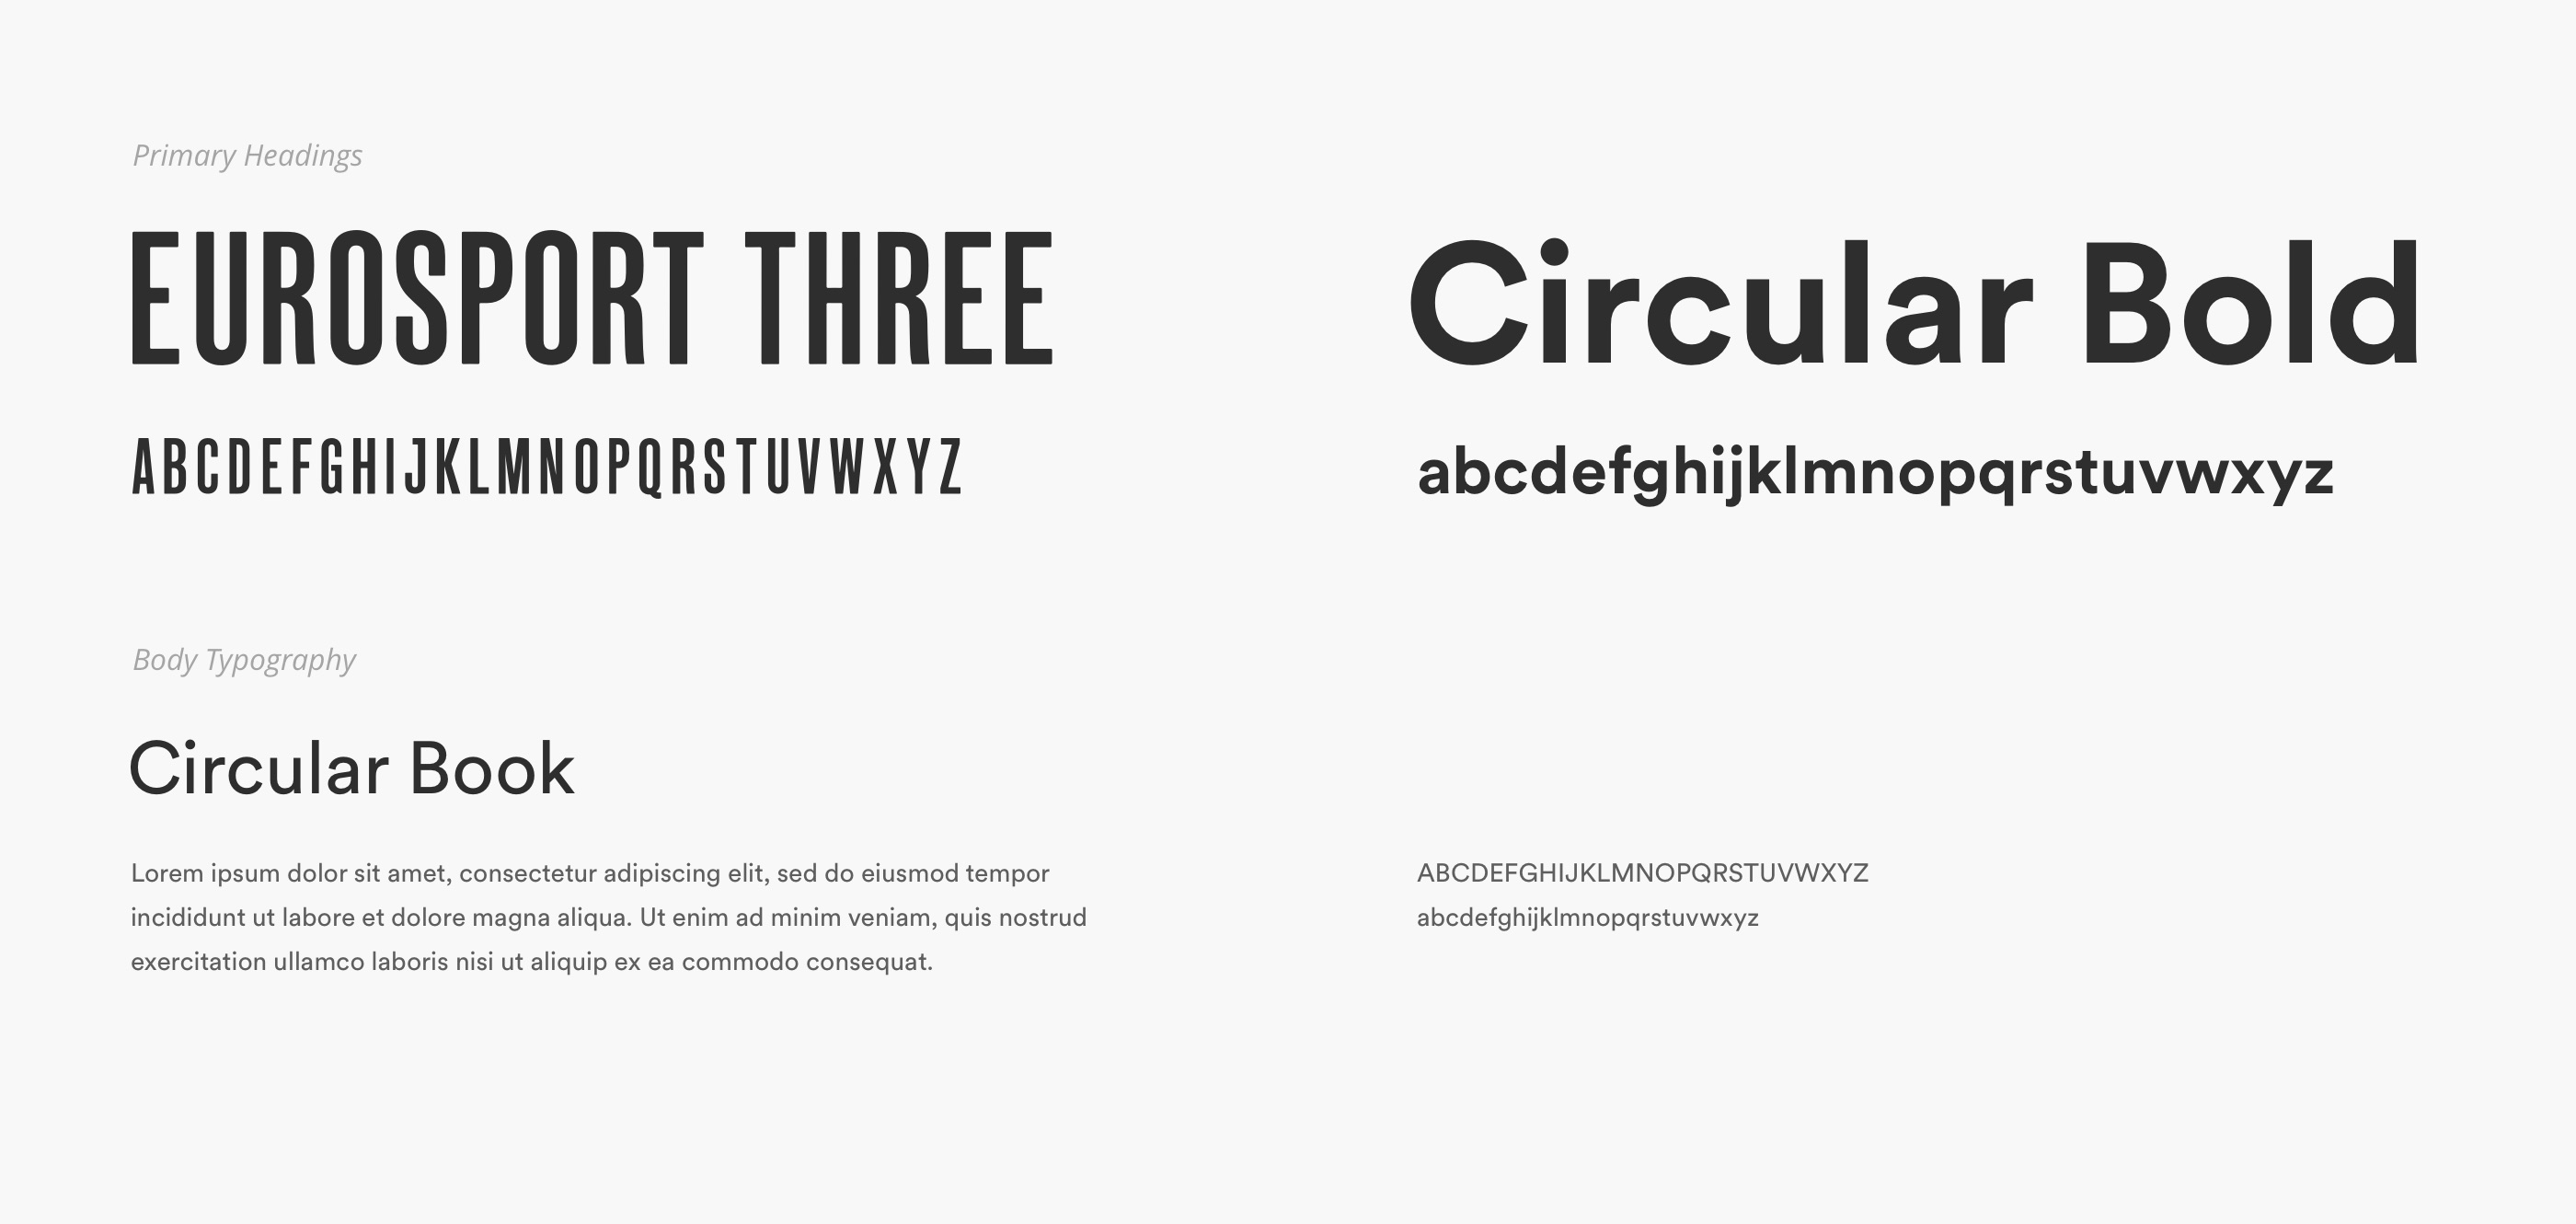 Primary Headings
EUROSPORT THREE
ABCDEFGHIJKLMNOPQRSTUVWXYZ
Circular Bold
abcdefghijklmnopqrstuvwxyz
Body Typography
Circular Book
Lorem ipsum dolor sit amet, consectetur adipiscing elit, sed do eiusmod tempor
incididunt ut labore et dolore magna aliqua. Ut enim ad minim veniam, quis nostrud
exercitation ullamco laboris nisi ut aliquip ex ea commodo consequat.
ABCDEFGHIJKLMNOPQRSTUVWXYZ
abcdefghijklmnopqrstuvwxyz